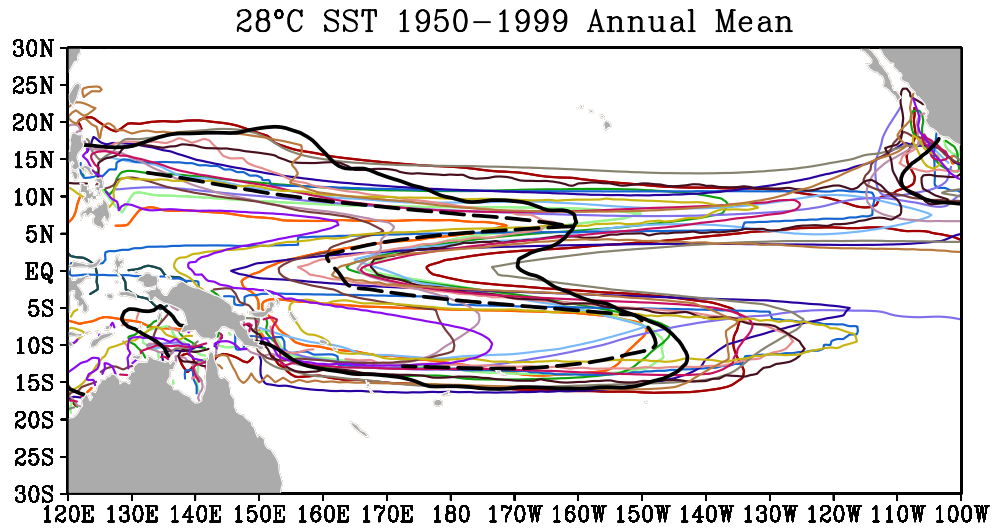 28°C SST 1950−1999 Annual Mean
30N
25N
20N
15N
10N
5N
EQ
5S
10S
15S
20S
25S
30S
120E 130E 140E 150E 160E 170E 180 170W 160W 150W 140W 130W 120W 110W 100W